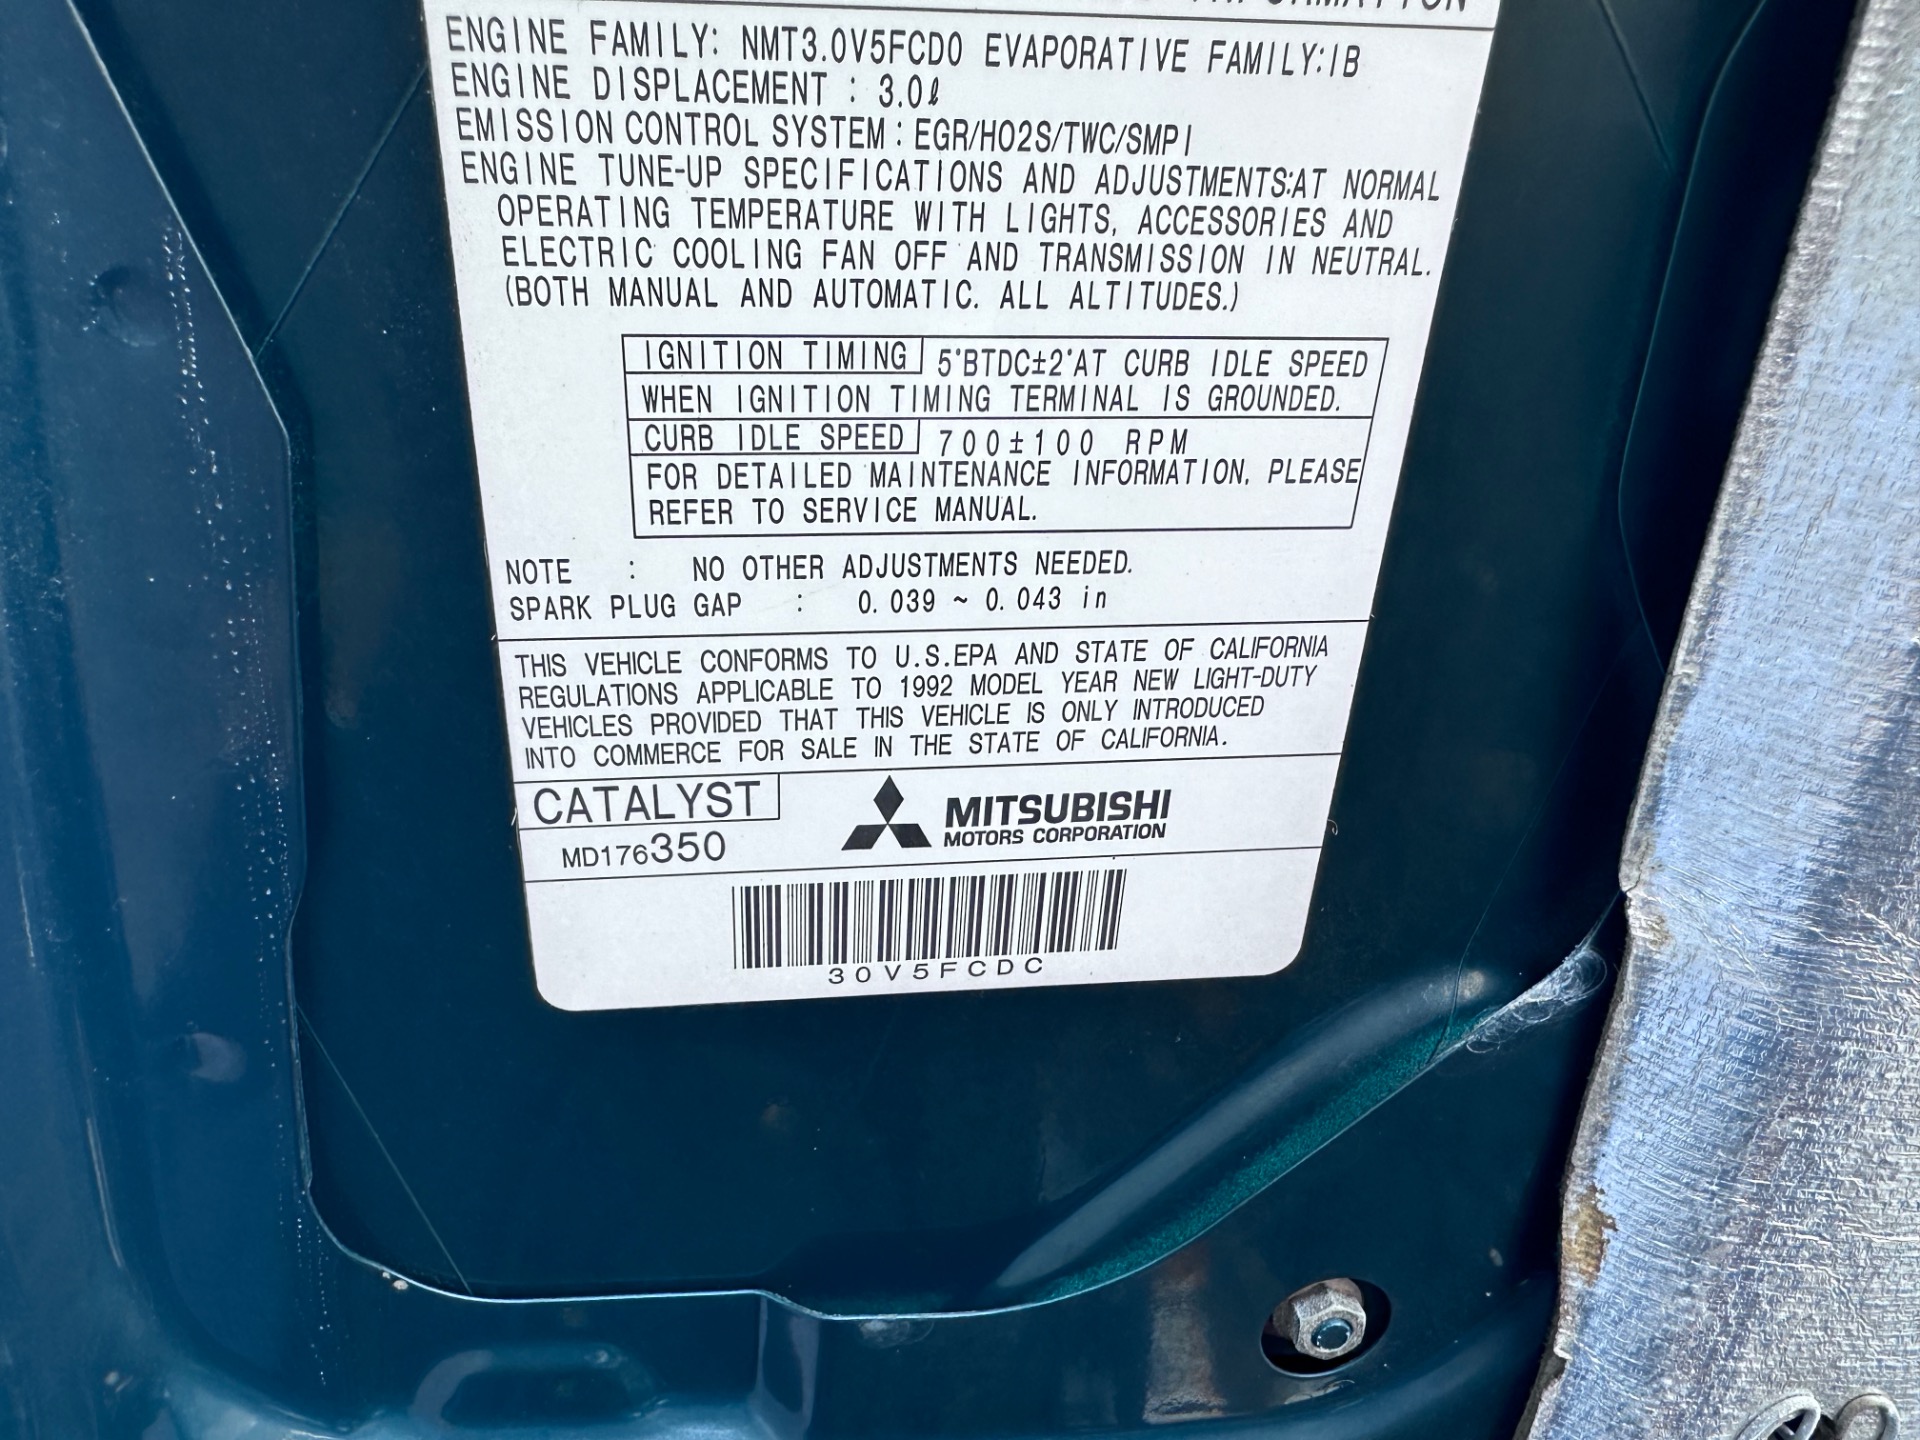 ENGINE FAMILY: NMT3.0V5FCD0 EVAPORATIVE FAMILY:IB
ENGINE DISPLACEMENT : 3.0ℓ
EMISSION CONTROL SYSTEM : EGR/HO2S/TWC/SMPI
ENGINE TUNE-UP SPECIFICATIONS AND ADJUSTMENTS:AT NORMAL
OPERATING TEMPERATURE WITH LIGHTS, ACCESSORIES AND
ELECTRIC COOLING FAN OFF AND TRANSMISSION IN NEUTRAL.
(BOTH MANUAL AND AUTOMATIC. ALL ALTITUDES.)
IGNITION TIMING 5°BTDC±2°AT CURB IDLE SPEED
WHEN IGNITION TIMING TERMINAL IS GROUNDED.
CURB IDLE SPEED 700±100 RPM
FOR DETAILED MAINTENANCE INFORMATION, PLEASE
REFER TO SERVICE MANUAL.
NOTE : NO OTHER ADJUSTMENTS NEEDED.
SPARK PLUG GAP : 0.039 ~ 0.043 in
THIS VEHICLE CONFORMS TO U.S.EPA AND STATE OF CALIFORNIA
REGULATIONS APPLICABLE TO 1992 MODEL YEAR NEW LIGHT-DUTY
VEHICLES PROVIDED THAT THIS VEHICLE IS ONLY INTRODUCED
INTO COMMERCE FOR SALE IN THE STATE OF CALIFORNIA.
CATALYST
MD176350
MITSUBISHI
MOTORS CORPORATION
30V5FCDC